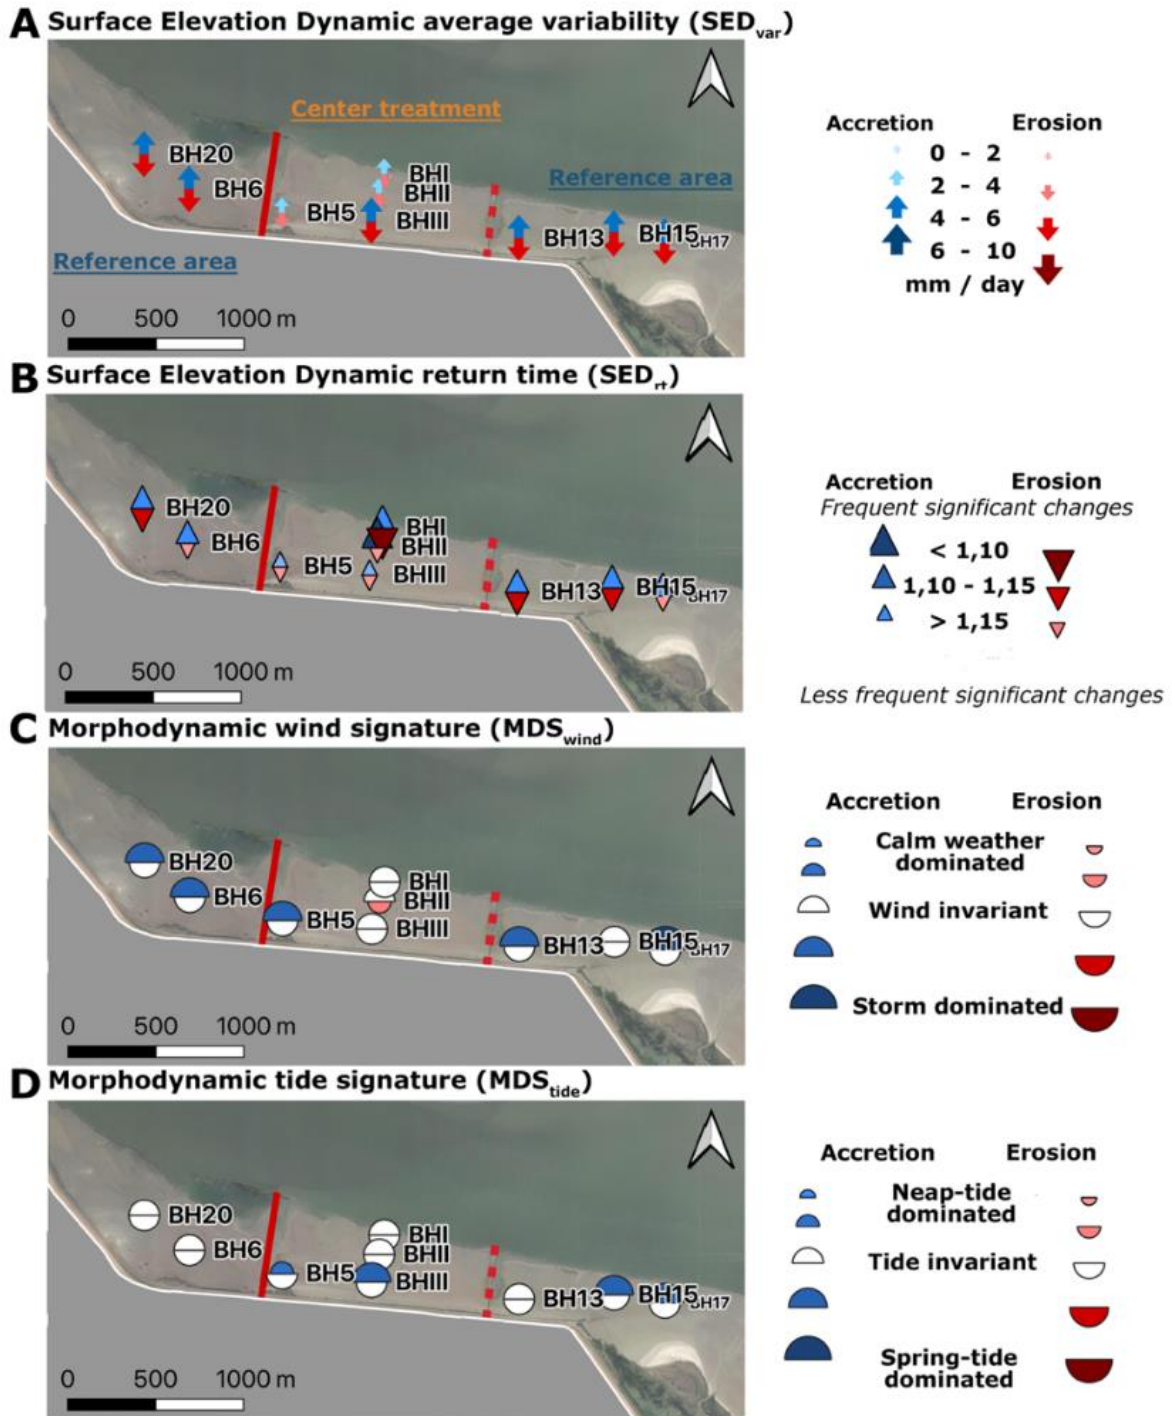 A Surface Elevation Dynamic average variability (SEDvar)
Center treatment
BH20
BH6
BH5
BHI
BHII
BHIII
Reference area
BH13
BH15
BH17
Reference area
0 500 1000 m
Accretion Erosion
0 - 2
2 - 4
4 - 6
6 - 10
mm / day
B Surface Elevation Dynamic return time (SEDrt)
BH20
BH6
BH5
BHI
BHII
BHIII
BH13
BH15
BH17
0 500 1000 m
Accretion Erosion
Frequent significant changes
< 1,10
1,10 - 1,15
> 1,15
Less frequent significant changes
C Morphodynamic wind signature (MDSwind)
BH20
BH6
BH5
BHI
BHII
BHIII
BH13
BH15
BH17
0 500 1000 m
Accretion Erosion
Calm weather
dominated
Wind invariant
Storm dominated
D Morphodynamic tide signature (MDStide)
BH20
BH6
BH5
BHI
BHII
BHIII
BH13
BH15
BH17
0 500 1000 m
Accretion Erosion
Neap-tide
dominated
Tide invariant
Spring-tide
dominated